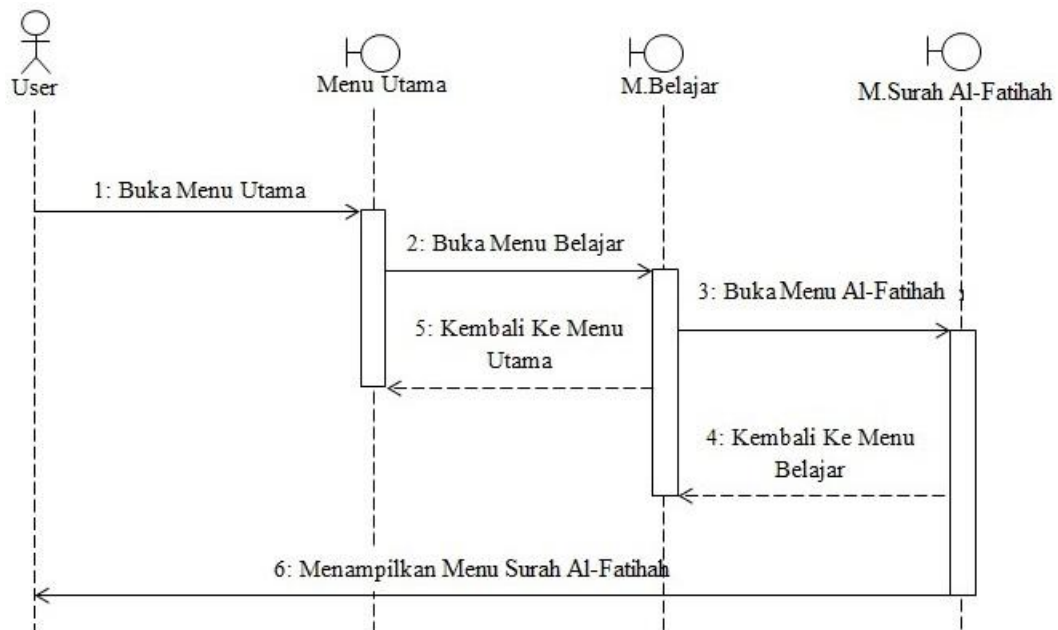 User
Menu Utama
M.Belajar
M.Surah Al-Fatihah
1: Buka Menu Utama
2: Buka Menu Belajar
3: Buka Menu Al-Fatihah
5: Kembali Ke Menu
Utama
4: Kembali Ke Menu
Belajar
6: Menampilkan Menu Surah Al-Fatihah